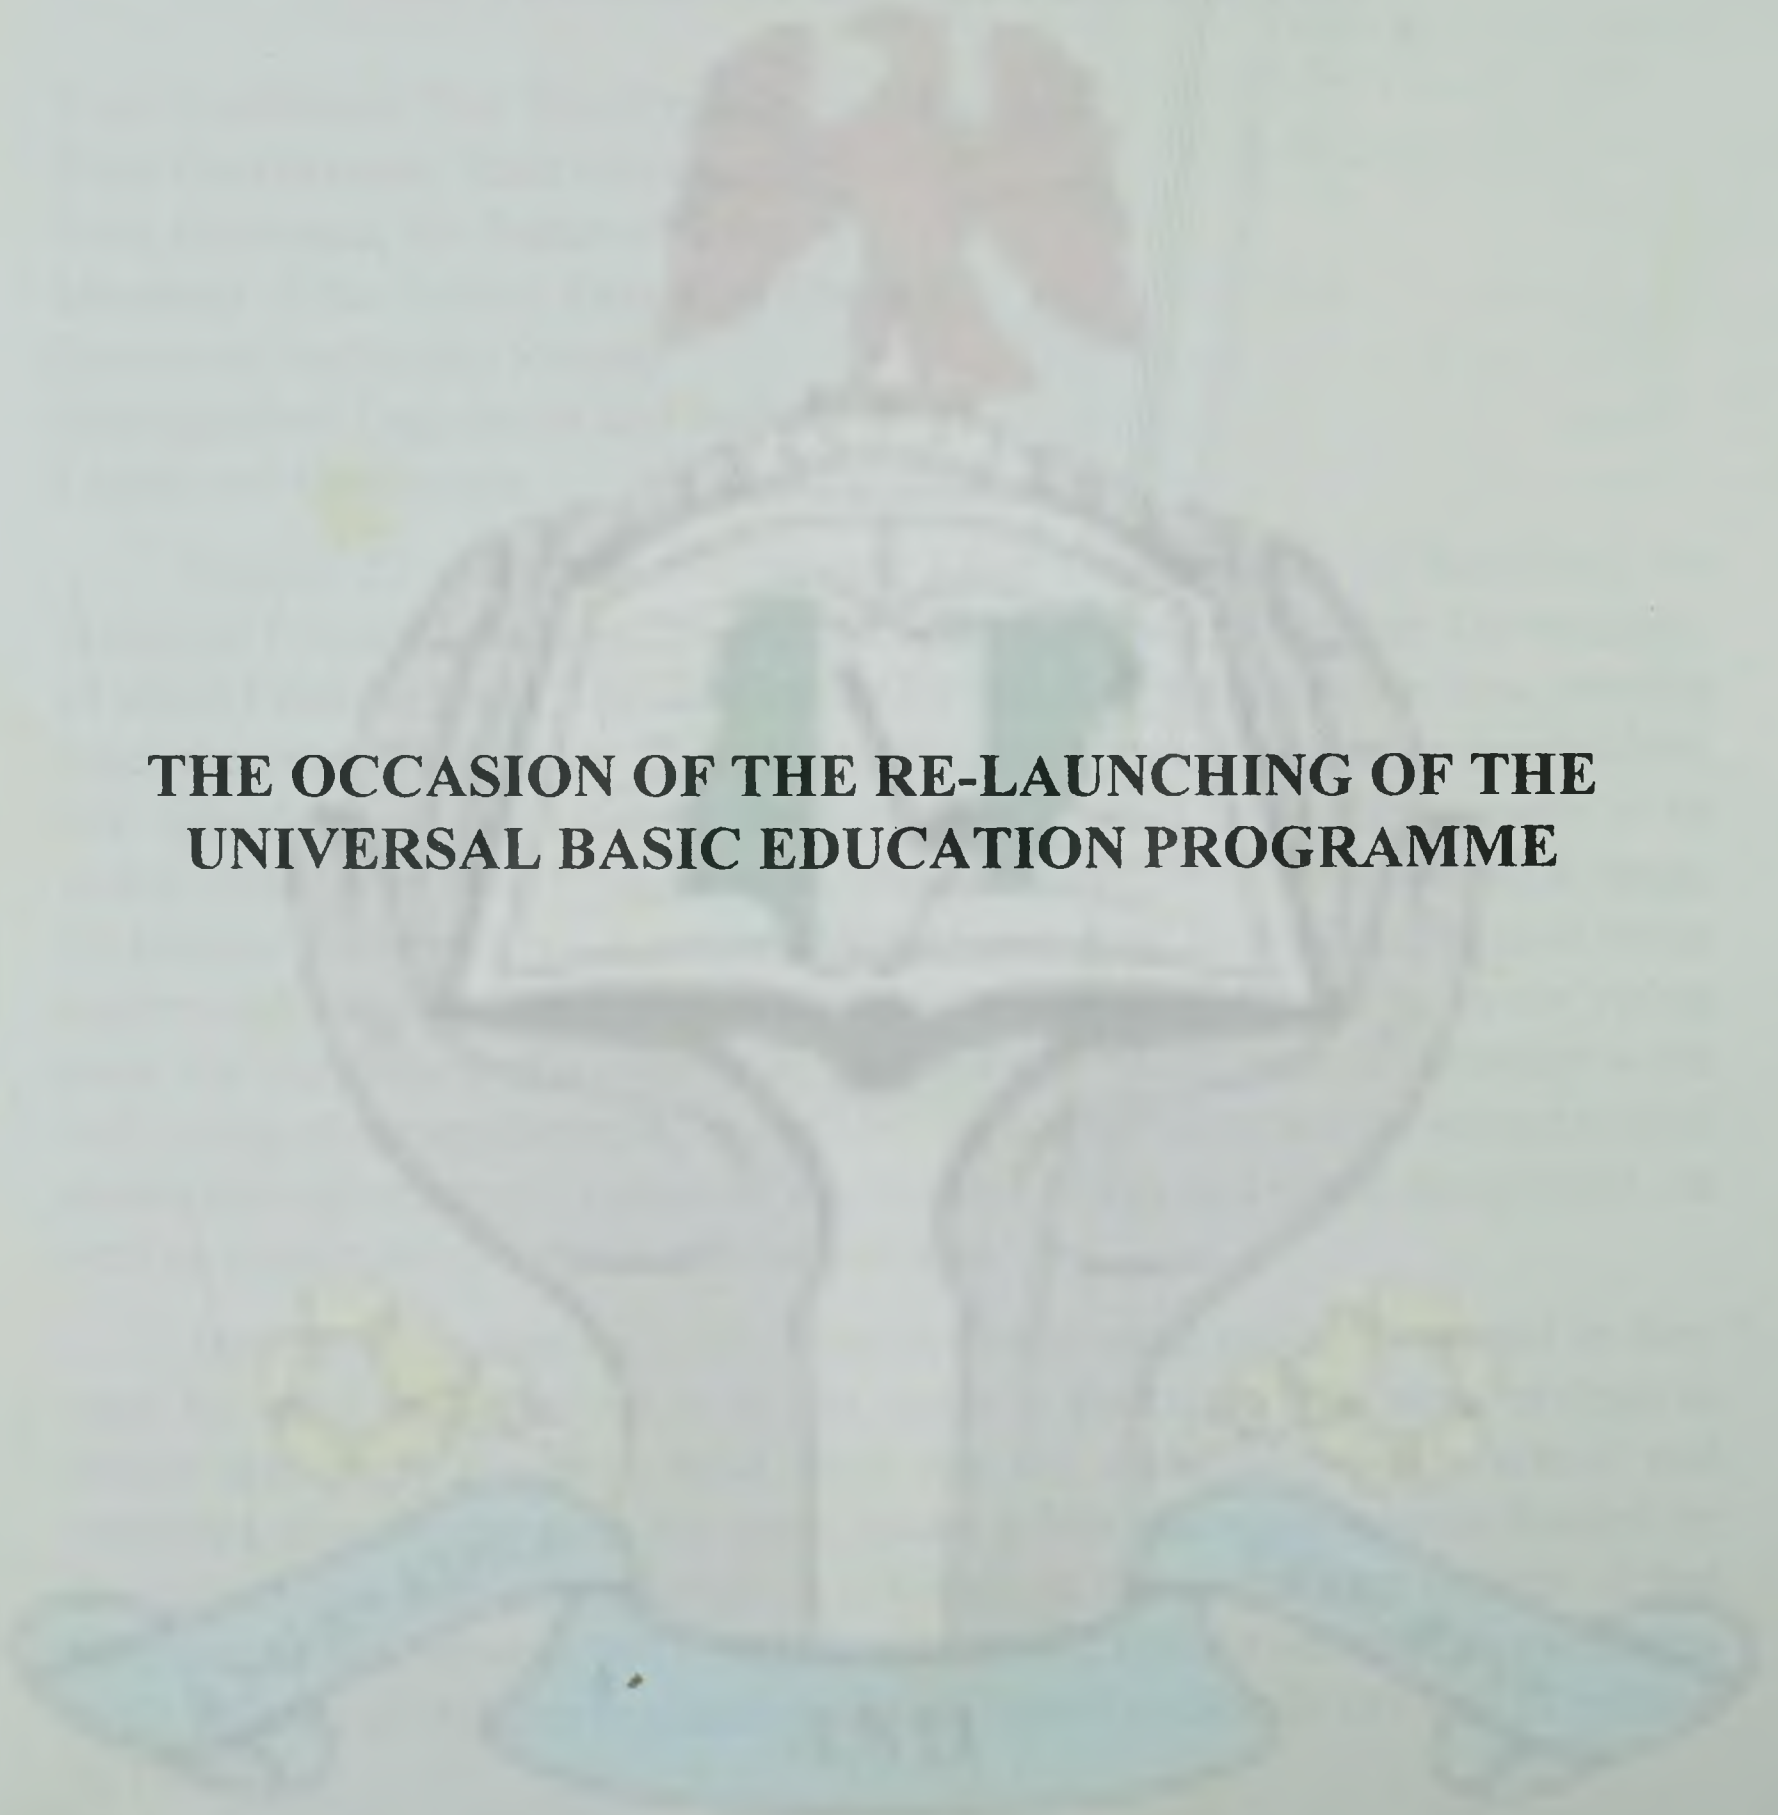 THE OCCASION OF THE RE-LAUNCHING OF THE
UNIVERSAL BASIC EDUCATION PROGRAMME